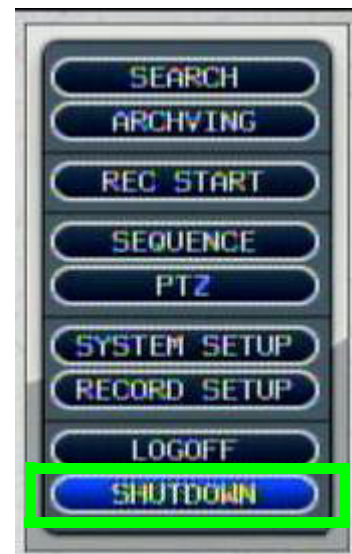 SEARCH
ARCHVING
REC START
SEQUENCE
PTZ
SYSTEM SETUP
RECORD SETUP
LOGOFF
SHUTDOWN